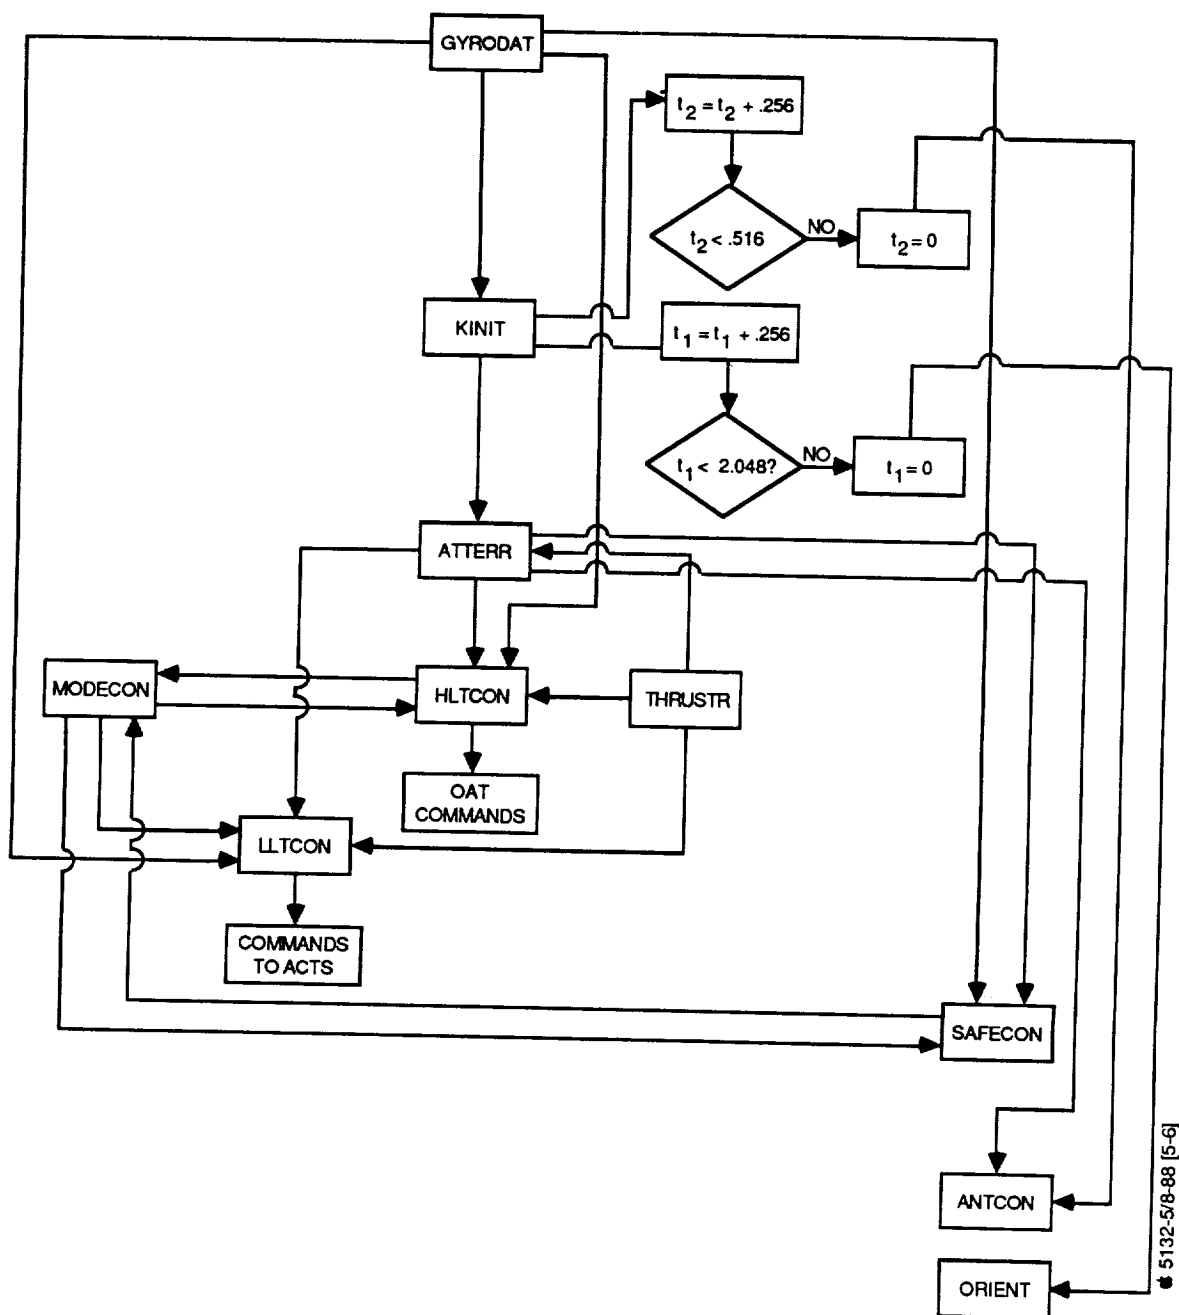 GYRODAT
t2 = t2 + .256
t2 < .516
NO
t2 = 0
KINIT
t1 = t1 + .256
t1 < 2.048?
NO
t1 = 0
ATTERR
MODECON
HLTCON
THRUSTR
OAT
COMMANDS
LLTCON
COMMANDS
TO ACTS
SAFECON
ANTCON
ORIENT
5132-5/8-88 [5-6]